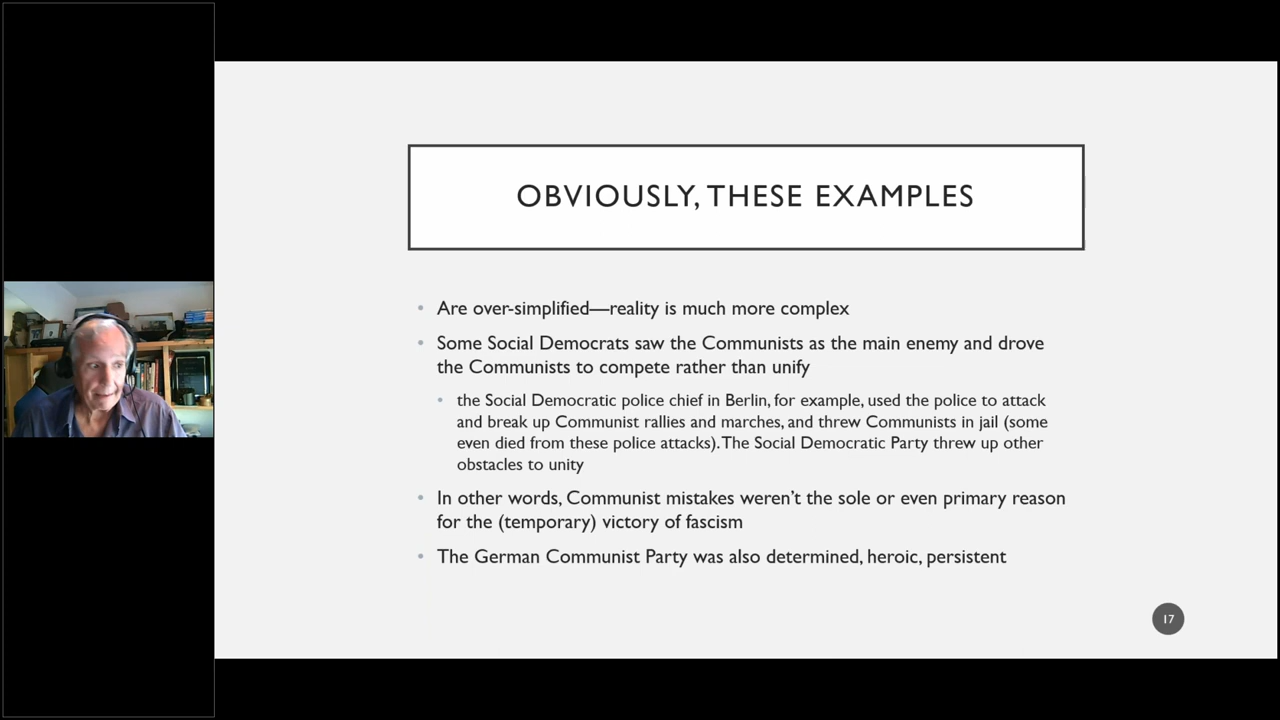 OBVIOUSLY, THESE EXAMPLES
• Are over-simplified—reality is much more complex
• Some Social Democrats saw the Communists as the main enemy and drove
the Communists to compete rather than unify
• the Social Democratic police chief in Berlin, for example, used the police to attack
and break up Communist rallies and marches, and threw Communists in jail (some
even died from these police attacks). The Social Democratic Party threw up other
obstacles to unity
• In other words, Communist mistakes weren't the sole or even primary reason
for the (temporary) victory of fascism
• The German Communist Party was also determined, heroic, persistent
17